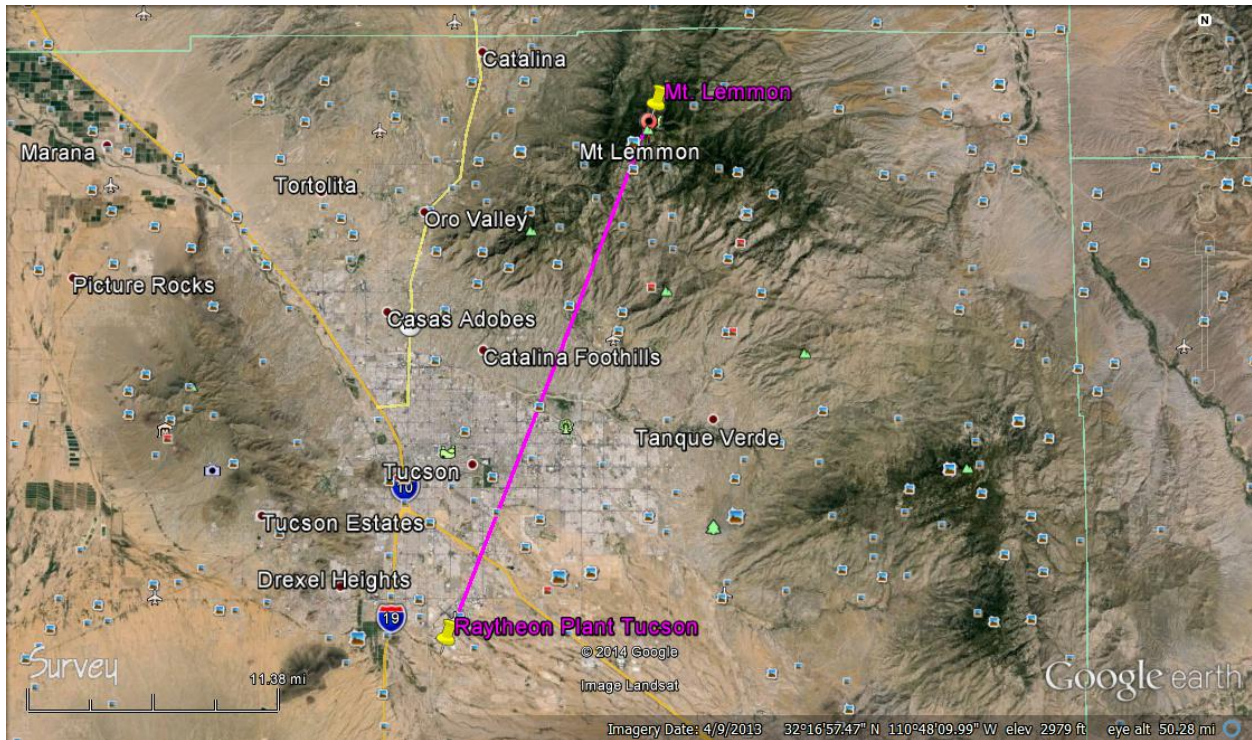 N
Catalina
Mt. Lemmon
Marana
Mt Lemmon
Tortolita
Oro Valley
Picture Rocks
Casas Adobes
Catalina Foothills
Tanque Verde
Tucson
10
Tucson Estates
Drexel Heights
19
Raytheon Plant Tucson
© 2014 Google
Survey
11.38 mi
Image Landsat
Google earth
Imagery Date: 4/9/2013 32°16'57.47" N 110°48'09.99" W elev 2979 ft eye alt 50.28 mi